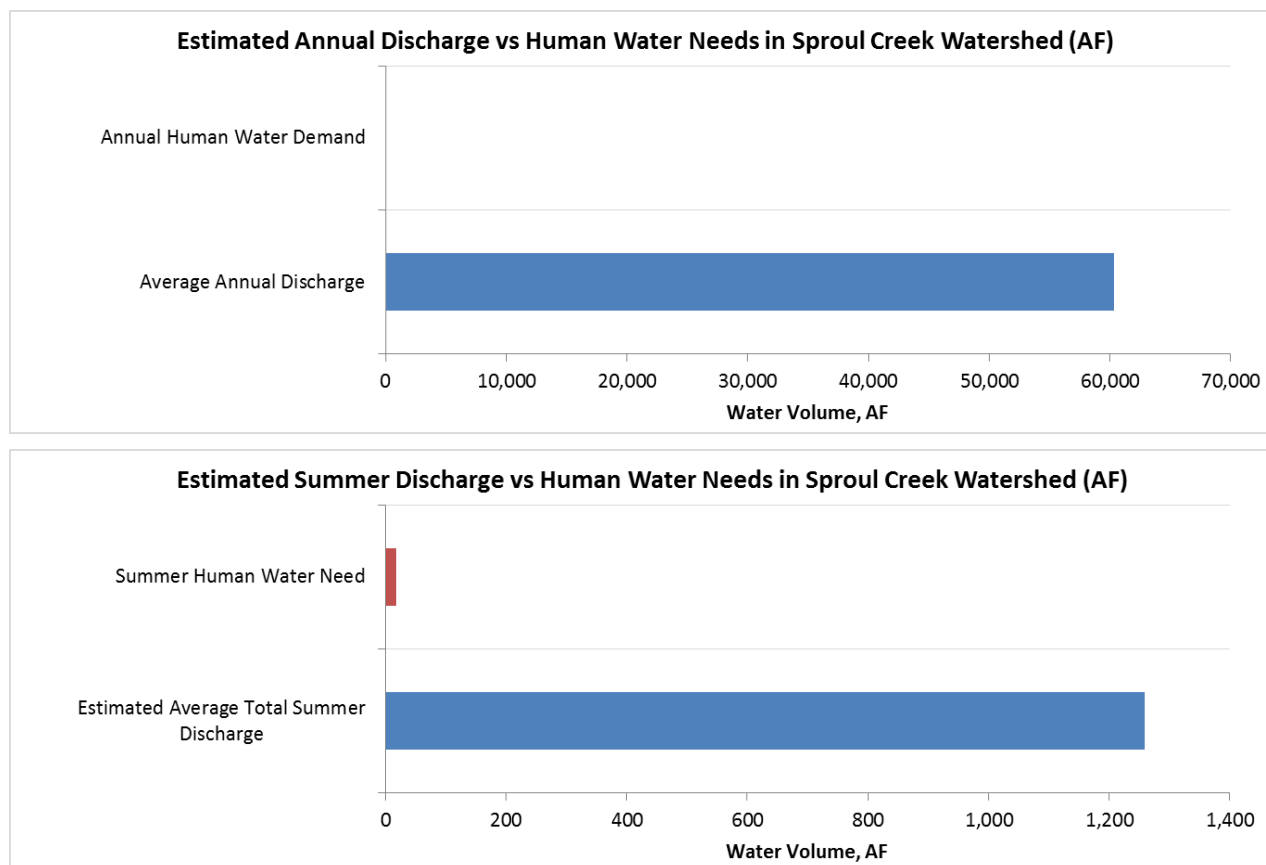 Estimated Annual Discharge vs Human Water Needs in Sproul Creek Watershed (AF)
Annual Human Water Demand
Average Annual Discharge
0 10,000 20,000 30,000 40,000 50,000 60,000 70,000
Water Volume, AF
Estimated Summer Discharge vs Human Water Needs in Sproul Creek Watershed (AF)
Summer Human Water Need
Estimated Average Total Summer
Discharge
0 200 400 600 800 1,000 1,200 1,400
Water Volume, AF